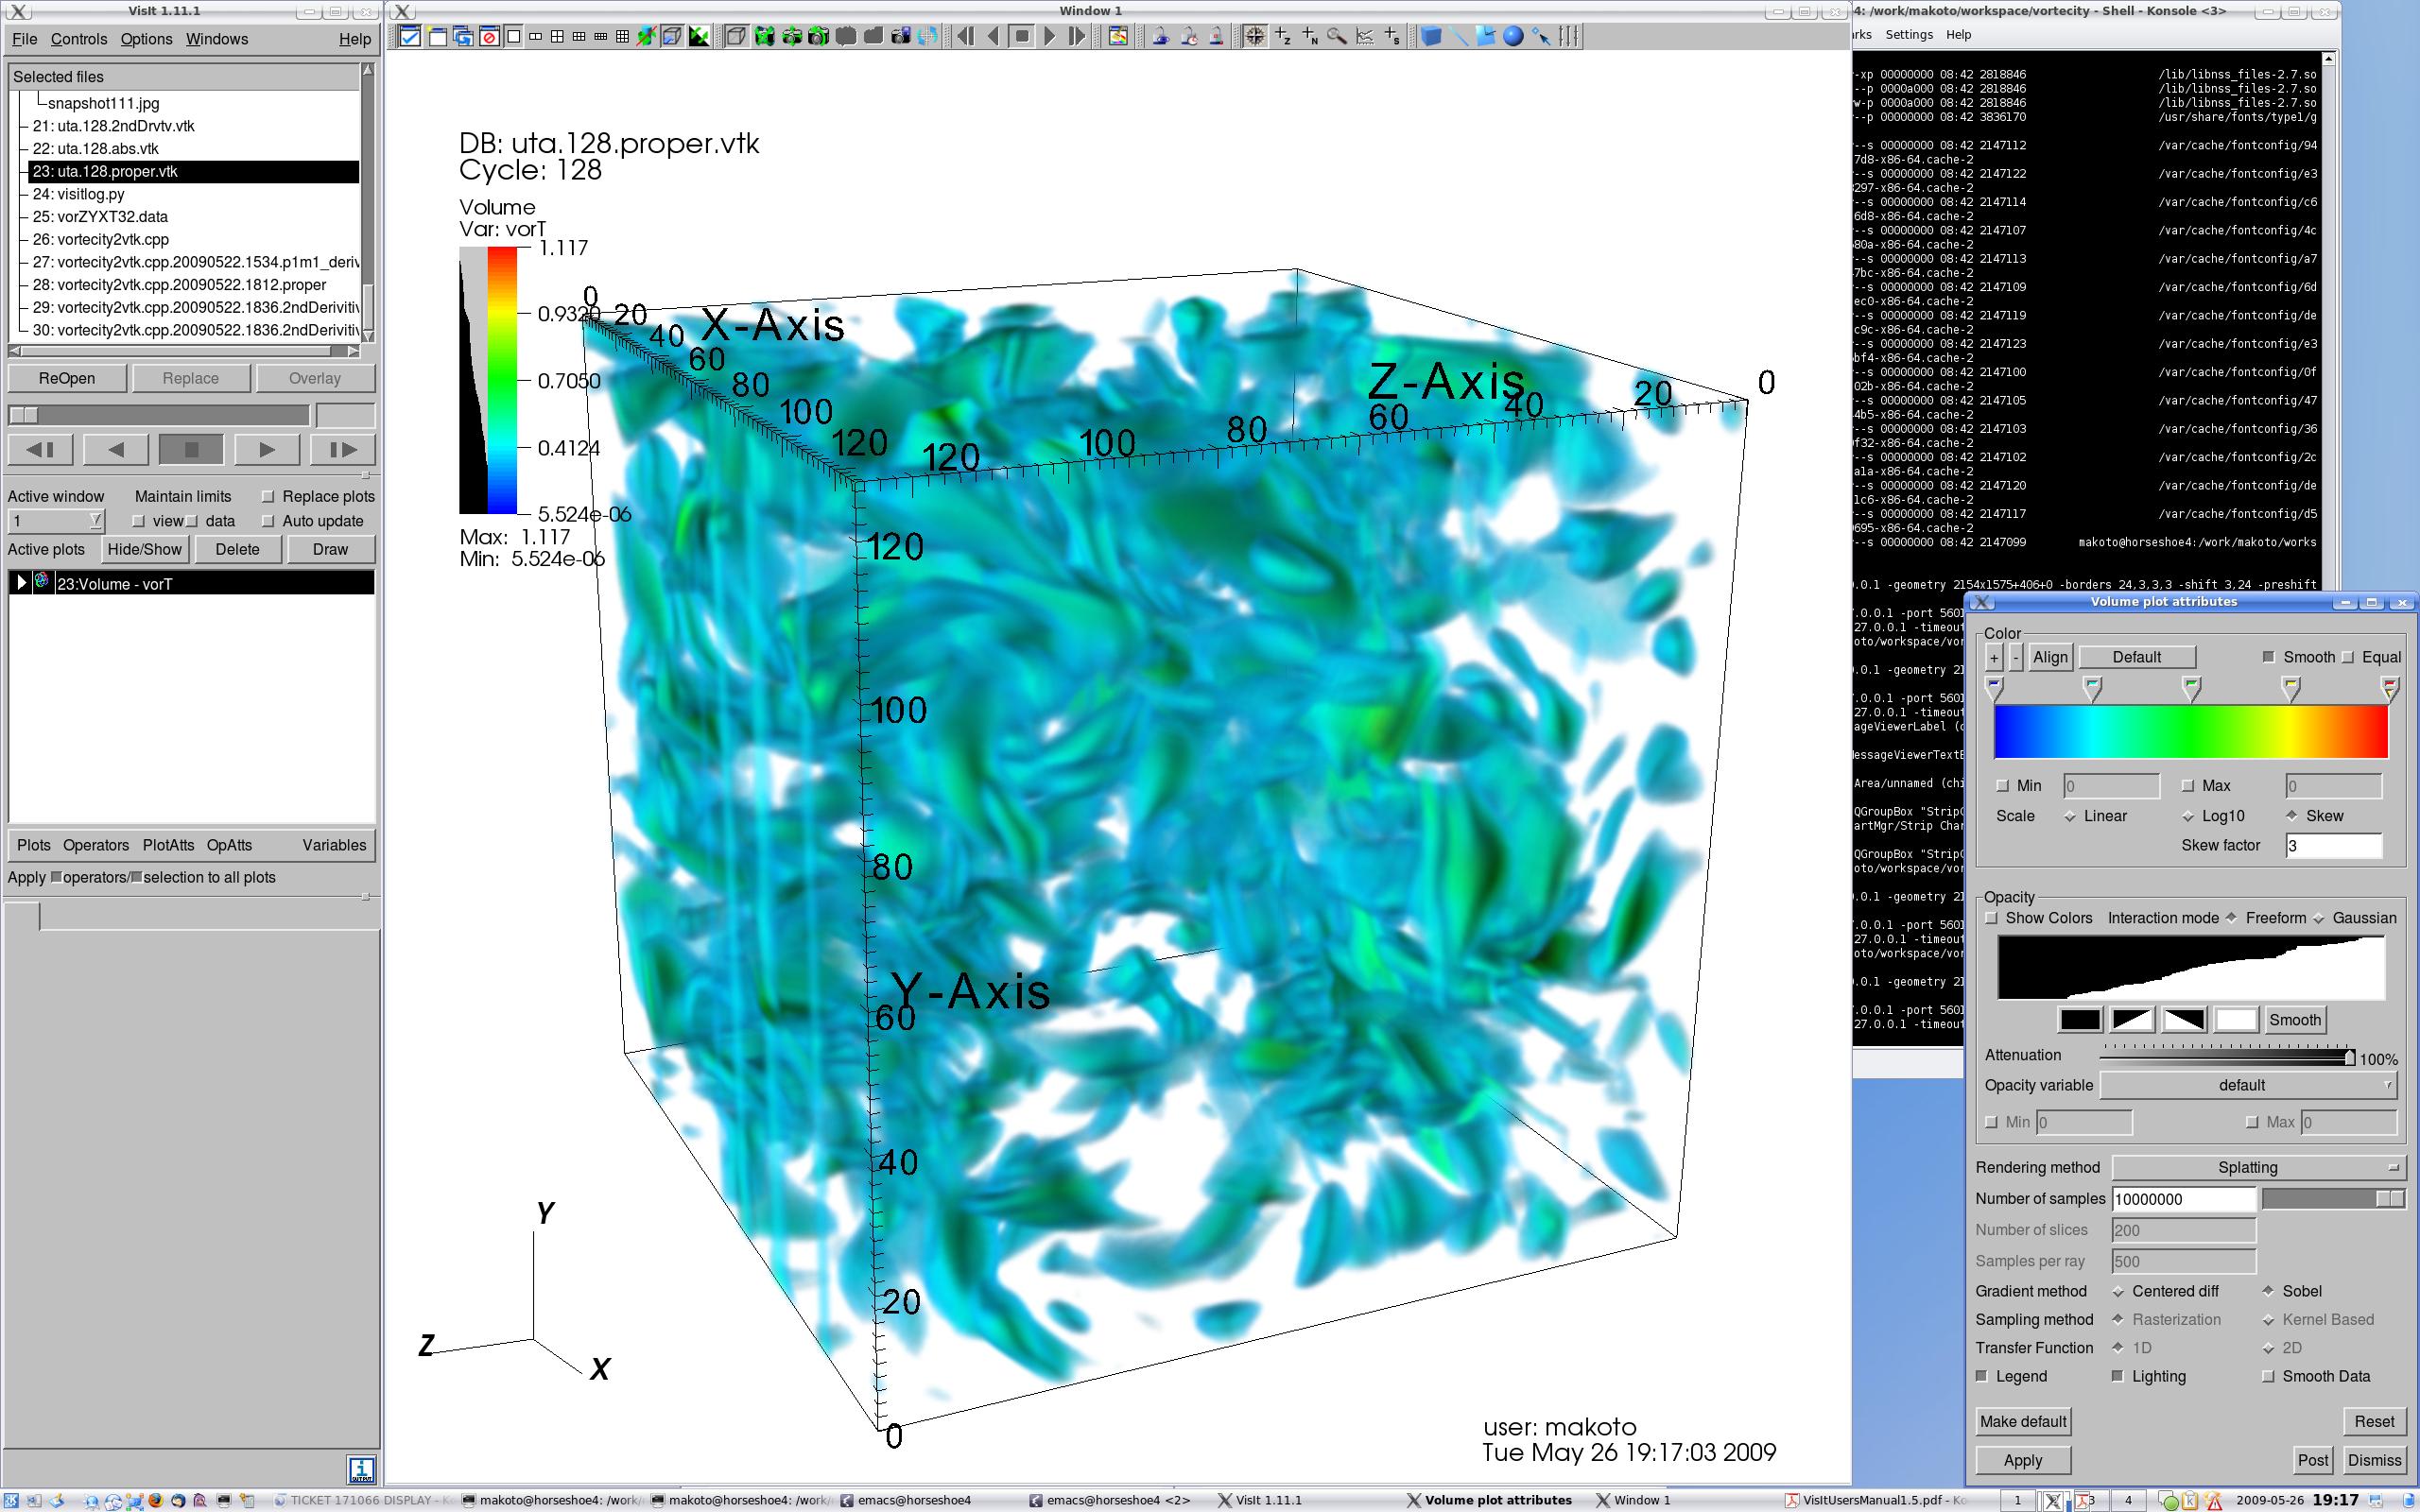 VisIt 1.11.1
File Controls Options Windows Help
Selected files
snapshot111.jpg
21: uta.128.2ndDrvtv.vtk
22: uta.128.abs.vtk
23: uta.128.proper.vtk
24: visitlog.py
25: vorZYXT32.data
26: vortecity2vtk.cpp
27: vortecity2vtk.cpp.20090522.1534.p1m1_deriv
28: vortecity2vtk.cpp.20090522.1812.proper
29: vortecity2vtk.cpp.20090522.1836.2ndDerivitiv
30: vortecity2vtk.cpp.20090522.1836.2ndDerivitiv
ReOpen Replace Overlay
Active window Maintain limits Replace plots
1 view data Auto update
Active plots Hide/Show Delete Draw
23:Volume - vorT
Plots Operators PlotAtts OpAtts Variables
Apply operators/ selection to all plots
Window 1
DB: uta.128.proper.vtk
Cycle: 128
Volume
Var: vorT
1.117
0.9320
0.7050
0.4124
5.524e-06
Max: 1.117
Min: 5.524e-06
0 20 40 60 80 100 120
X-Axis
120 100 80 60 40 20 0
Z-Axis
120
100
80
Y-Axis
60
40
20
0
Y
Z
X
user: makoto
Tue May 26 19:17:03 2009
4: /work/makoto/workspace/vortecity - Shell - Konsole <3>
rks Settings Help
-xp 00000000 08:42 2818846 /lib/libnss_files-2.7.so
--p 0000a000 08:42 2818846 /lib/libnss_files-2.7.so
w-p 0000a000 08:42 2818846 /lib/libnss_files-2.7.so
--p 00000000 08:42 3836170 /usr/share/fonts/type1/g
--s 00000000 08:42 2147112 /var/cache/fontconfig/94
7d8-x86-64.cache-2
--s 00000000 08:42 2147122 /var/cache/fontconfig/e3
297-x86-64.cache-2
--s 00000000 08:42 2147114 /var/cache/fontconfig/c6
6d8-x86-64.cache-2
--s 00000000 08:42 2147107 /var/cache/fontconfig/4c
80a-x86-64.cache-2
--s 00000000 08:42 2147113 /var/cache/fontconfig/a7
7bc-x86-64.cache-2
--s 00000000 08:42 2147109 /var/cache/fontconfig/6d
ec0-x86-64.cache-2
--s 00000000 08:42 2147119 /var/cache/fontconfig/de
c9c-x86-64.cache-2
--s 00000000 08:42 2147123 /var/cache/fontconfig/e3
bf4-x86-64.cache-2
--s 00000000 08:42 2147100 /var/cache/fontconfig/0f
02b-x86-64.cache-2
--s 00000000 08:42 2147105 /var/cache/fontconfig/47
4b5-x86-64.cache-2
--s 00000000 08:42 2147103 /var/cache/fontconfig/36
0f32-x86-64.cache-2
--s 00000000 08:42 2147102 /var/cache/fontconfig/2c
a1a-x86-64.cache-2
--s 00000000 08:42 2147120 /var/cache/fontconfig/de
1c6-x86-64.cache-2
--s 00000000 08:42 2147117 /var/cache/fontconfig/d5
695-x86-64.cache-2
--s 00000000 08:42 2147099 makoto@horseshoe4:/work/makoto/works
.0.1 -geometry 2154x1575+406+0 -borders 24,3,3,3 -shift 3,24 -preshift
Volume plot attributes
Color
+ - Align Default Smooth Equal
Min 0 Max 0
Scale Linear Log10 Skew
Skew factor 3
Opacity
Show Colors Interaction mode Freeform Gaussian
Smooth
Attenuation 100%
Opacity variable default
Min 0 Max 0
Rendering method Splatting
Number of samples 10000000
Number of slices 200
Samples per ray 500
Gradient method Centered diff Sobel
Sampling method Rasterization Kernel Based
Transfer Function 1D 2D
Legend Lighting Smooth Data
Make default Reset
Apply Post Dismiss
TICKET 171066 DISPLAY - K makoto@horseshoe4: /work/ makoto@horseshoe4: /work/ emacs@horseshoe4 emacs@horseshoe4 <2> VisIt 1.11.1 Volume plot attributes Window 1 VisItUsersManual1.5.pdf - Ko 1 3 4 2009-05-26 19:17